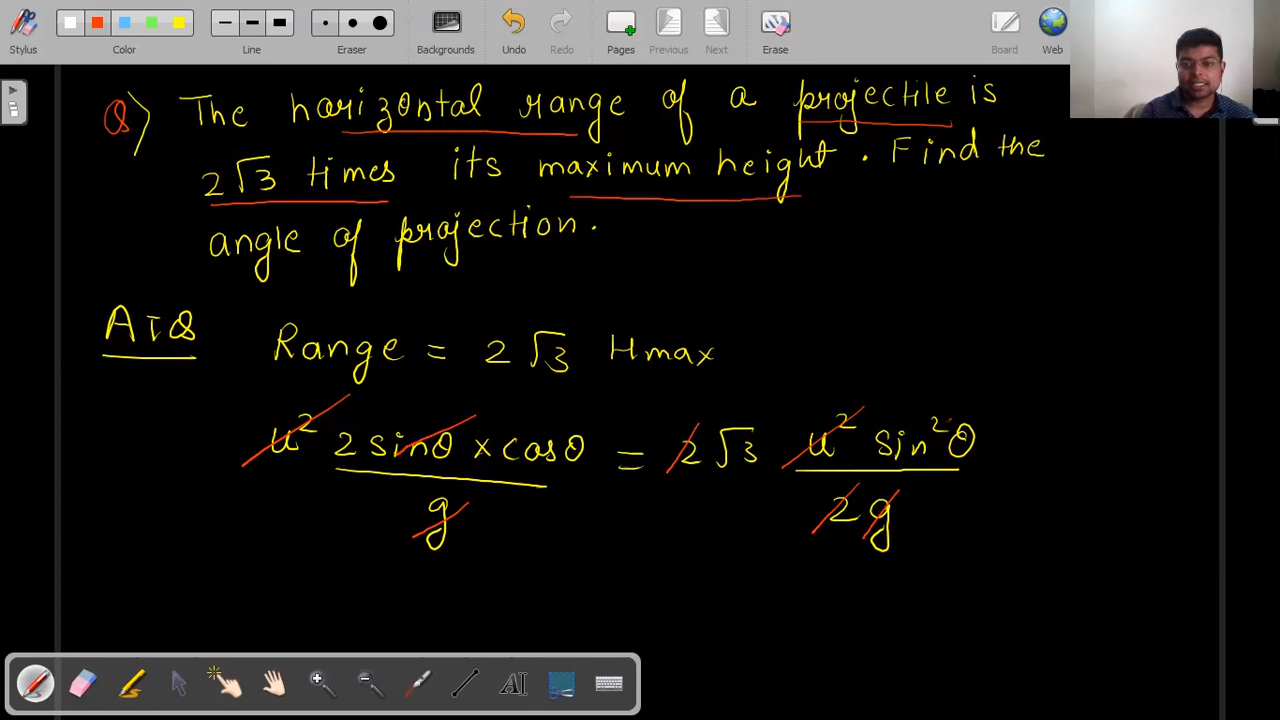 Stylus Color Line Eraser Backgrounds Undo Redo Pages Previous Next Erase Board Web
Q) The horizontal range of a projectile is
2√3 times its maximum height. Find the
angle of projection.
ATQ Range = 2√3 Hmax
u² 2 sinθ × cosθ / g = 2√3 u² sin²θ / 2g
AI